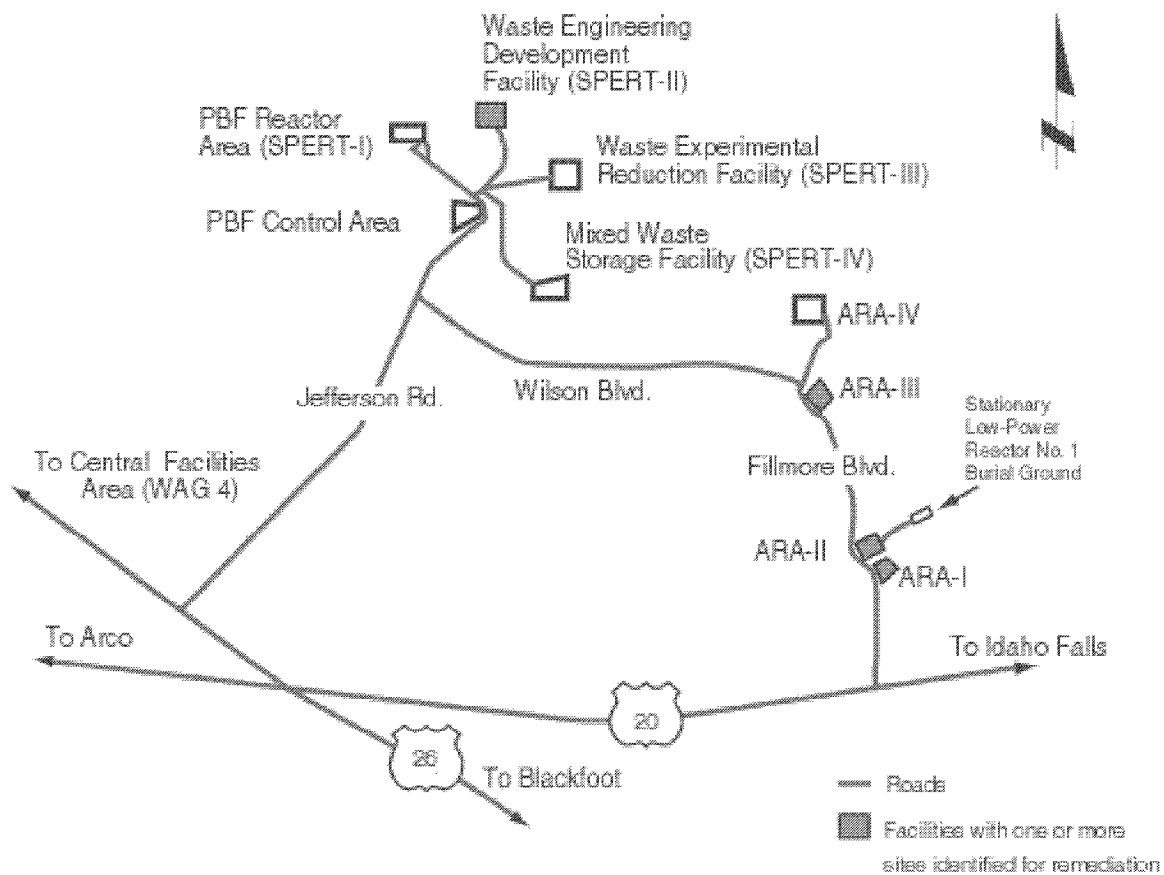 Waste Engineering
Development
Facility (SPERT-II)
PBF Reactor
Area (SPERT-I)
Waste Experimental
Reduction Facility (SPERT-III)
PBF Control Area
Mixed Waste
Storage Facility (SPERT-IV)
ARA-IV
Jefferson Rd.
Wilson Blvd.
ARA-III
Stationary
Low-Power
Reactor No. 1
Burial Ground
To Central Facilities
Area (WAG 4)
Fillmore Blvd.
ARA-II
ARA-I
To Arco
To Idaho Falls
20
26
To Blackfoot
Roads
Facilities with one or more
sites identified for remediation